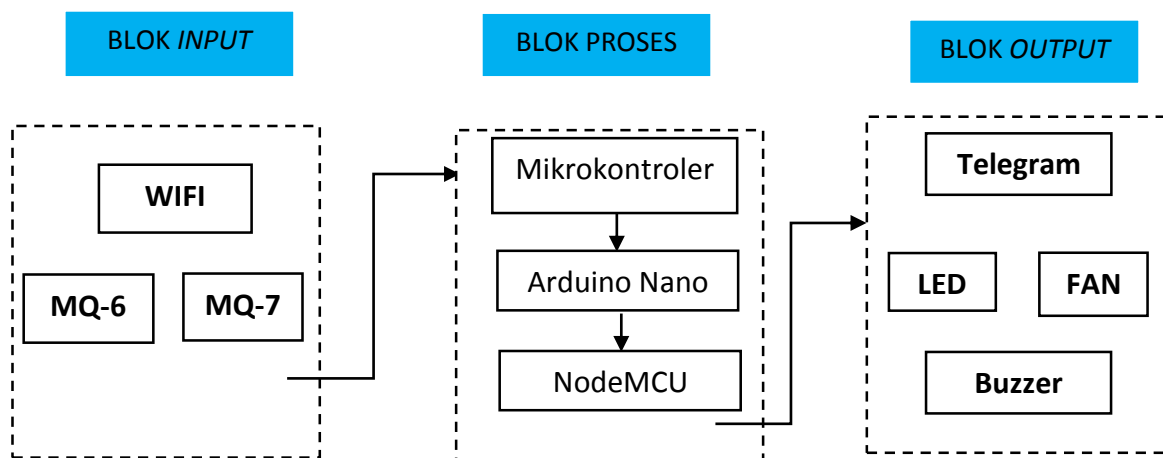 BLOK INPUT
BLOK PROSES
BLOK OUTPUT
WIFI
MQ-6
MQ-7
Mikrokontroler
Arduino Nano
NodeMCU
Telegram
LED
FAN
Buzzer